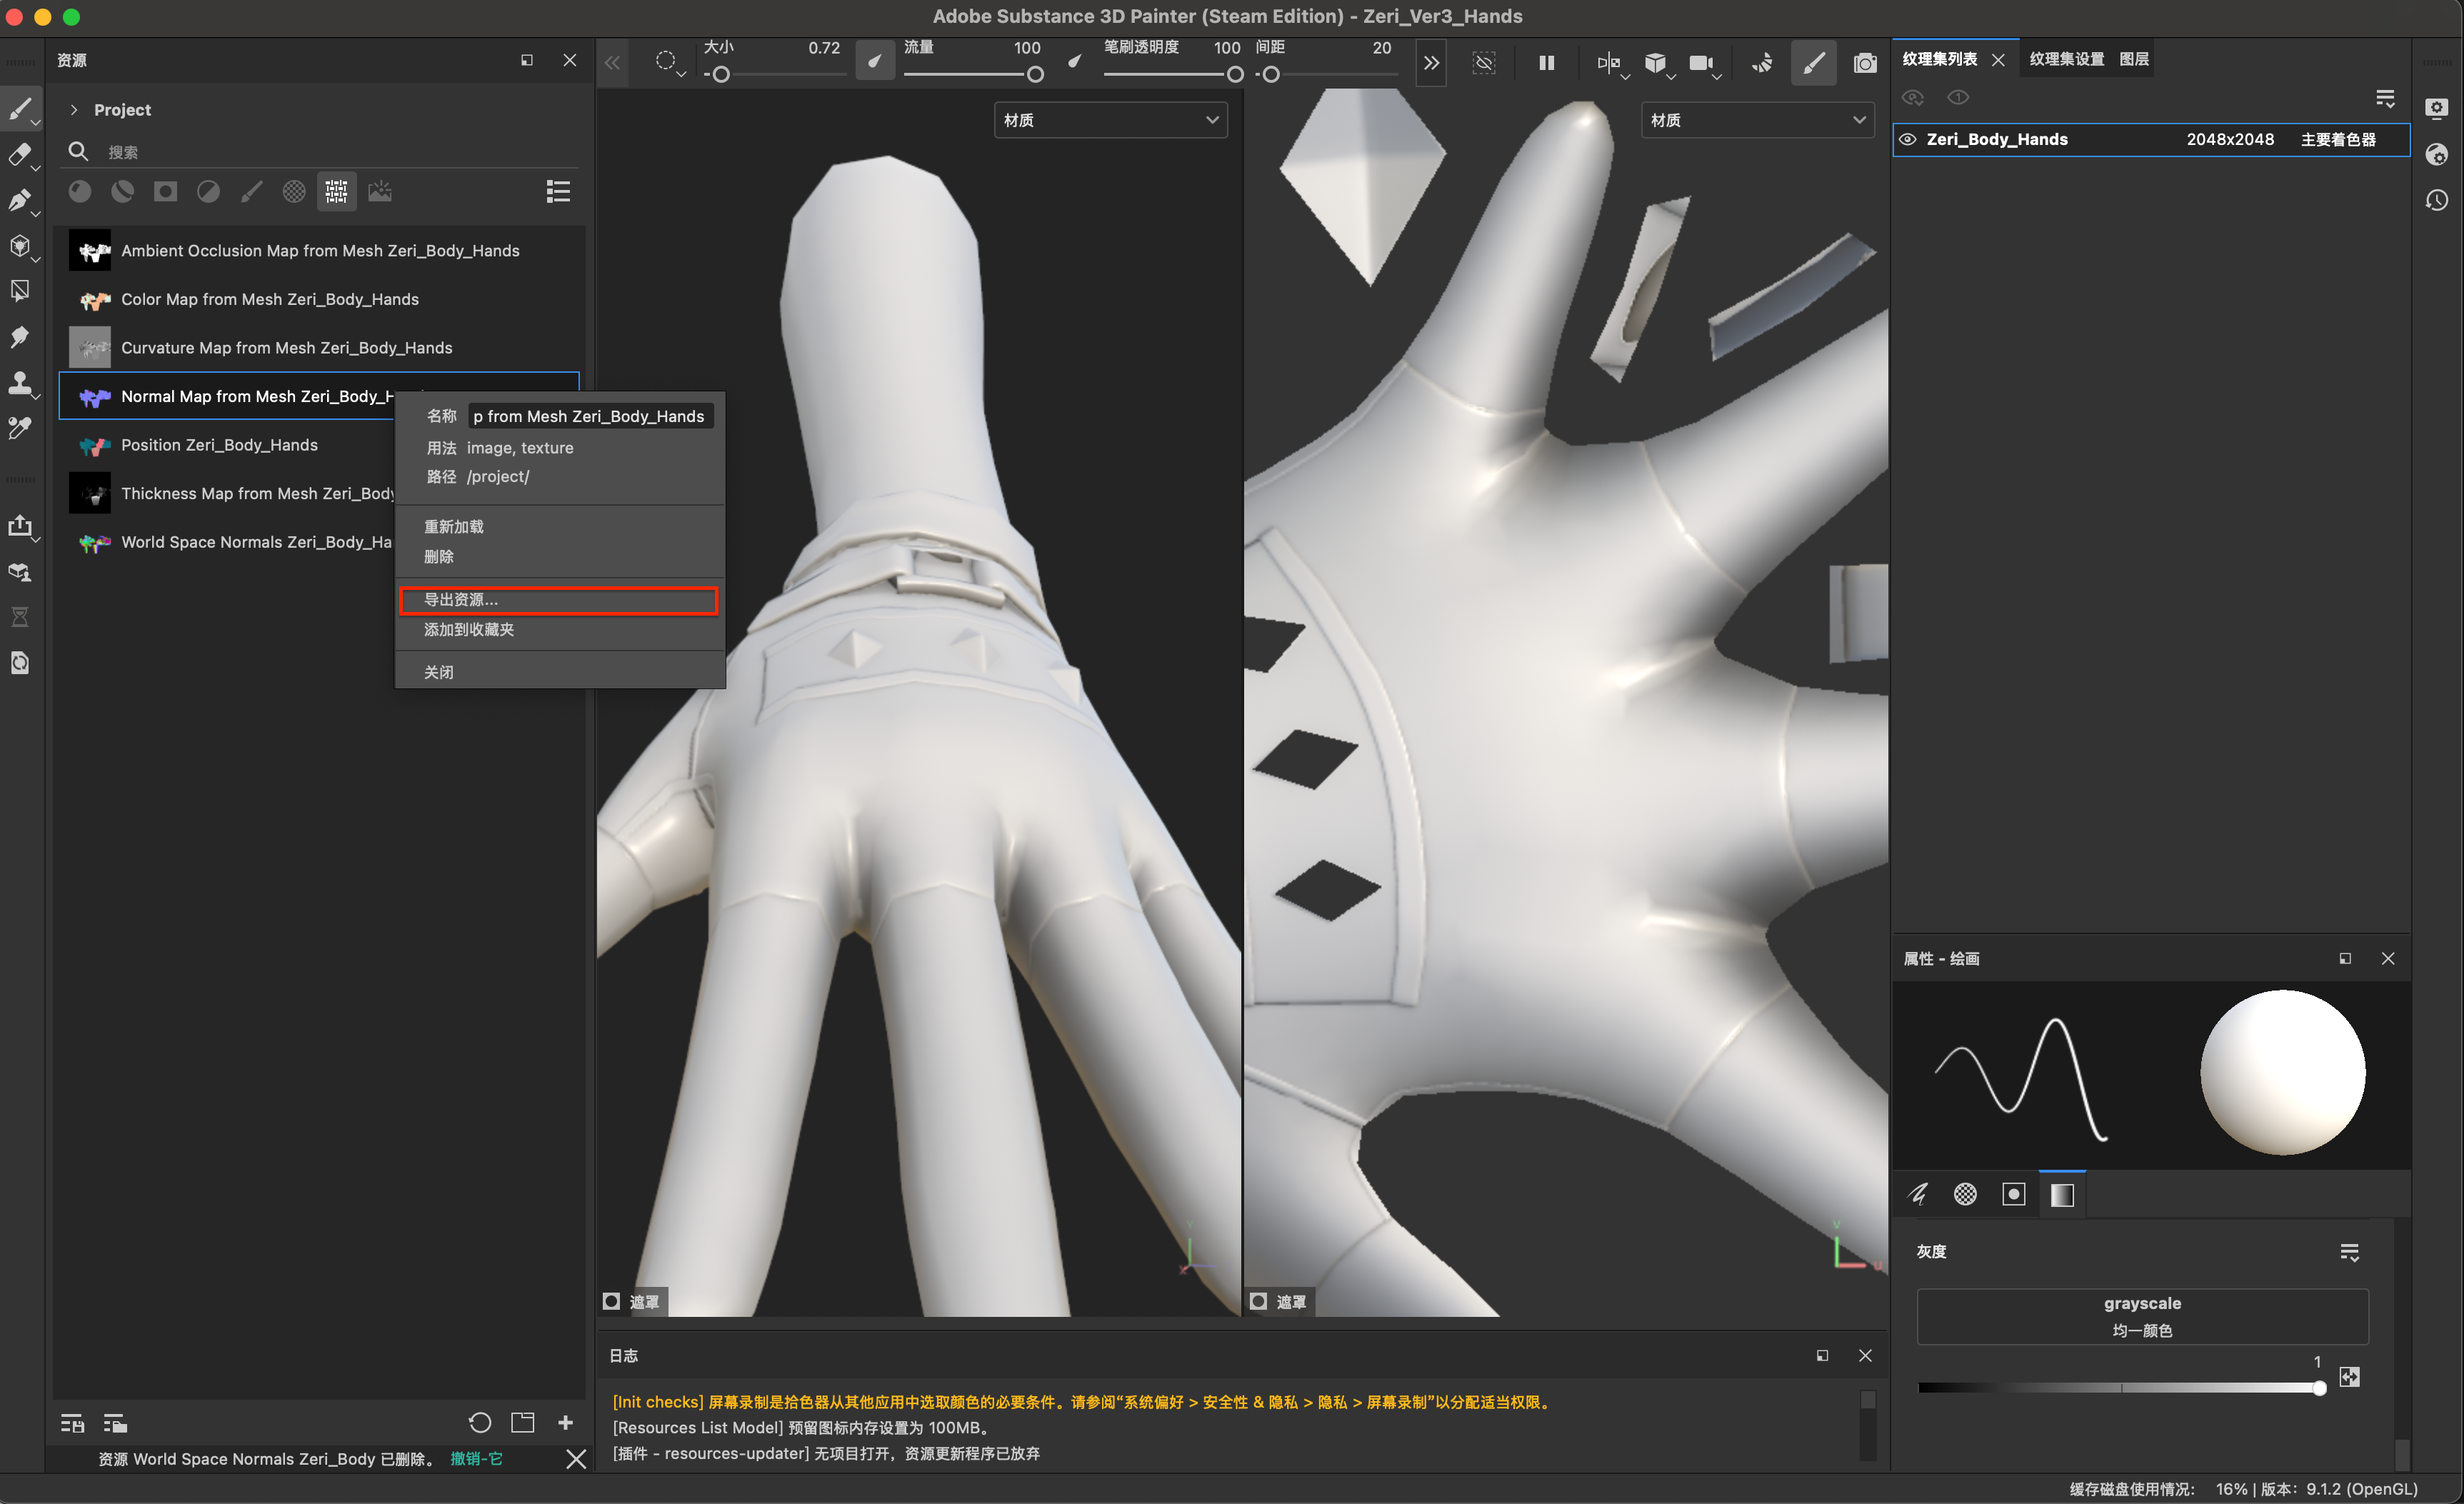 Adobe Substance 3D Painter (Steam Edition) - Zeri_Ver3_Hands
资源
Project
搜索
Ambient Occlusion Map from Mesh Zeri_Body_Hands
Color Map from Mesh Zeri_Body_Hands
Curvature Map from Mesh Zeri_Body_Hands
Normal Map from Mesh Zeri_Body_H
Position Zeri_Body_Hands
Thickness Map from Mesh Zeri_Body
World Space Normals Zeri_Body_Ha
名称 p from Mesh Zeri_Body_Hands
用法 image, texture
路径 /project/
重新加载
删除
导出资源...
添加到收藏夹
关闭
资源 World Space Normals Zeri_Body 已删除。 撤销-它
大小 0.72 流量 100 笔刷透明度 100 间距 20
材质
材质
Y
X
V
U
遮罩
遮罩
日志
[Init checks] 屏幕录制是拾色器从其他应用中选取颜色的必要条件。请参阅“系统偏好 > 安全性 & 隐私 > 隐私 > 屏幕录制”以分配适当权限。
[Resources List Model] 预留图标内存设置为 100MB。
[插件 - resources-updater] 无项目打开，资源更新程序已放弃
纹理集列表 纹理集设置 图层
Zeri_Body_Hands 2048x2048 主要着色器
属性 - 绘画
灰度
grayscale
均一颜色
1
缓存磁盘使用情况: 16% | 版本: 9.1.2 (OpenGL)